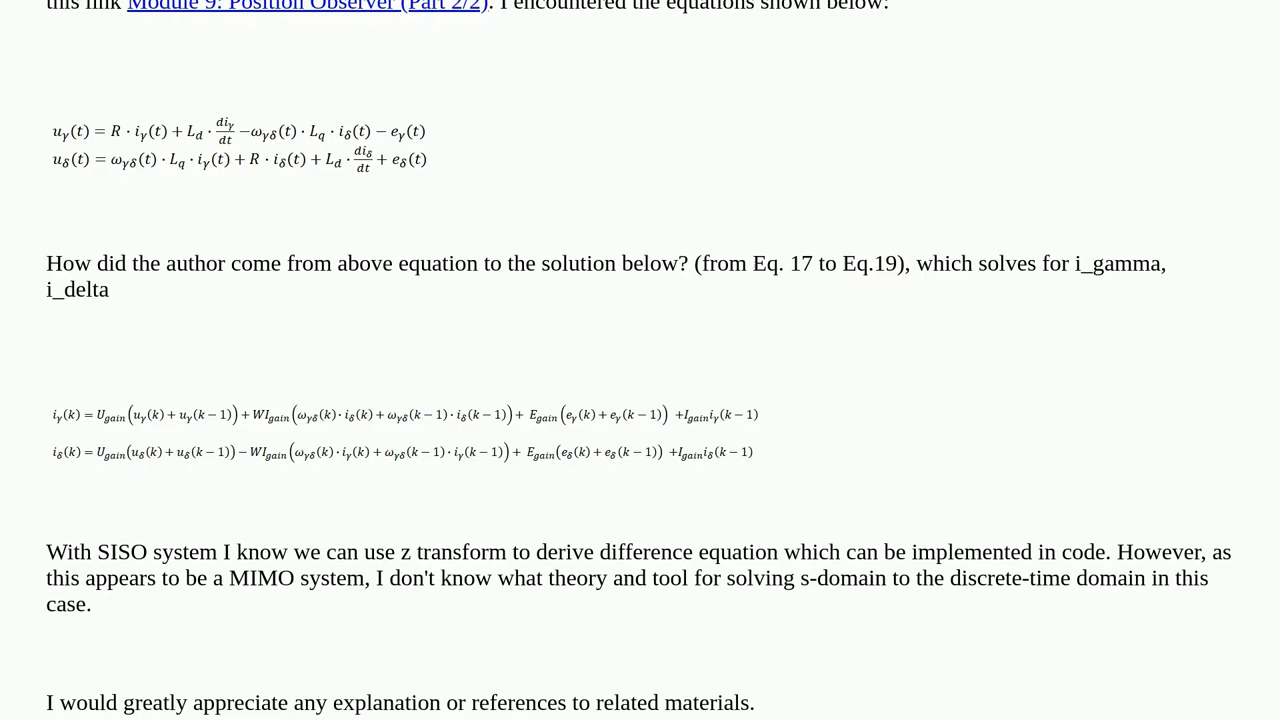 this link Module 9: Position Observer (Part 2/2). I encountered the equations shown below:
u_γ(t) = R · i_γ(t) + L_d · di_γ/dt −ω_γδ(t) · L_q · i_δ(t) − e_γ(t)
u_δ(t) = ω_γδ(t) · L_q · i_γ(t) + R · i_δ(t) + L_d · di_δ/dt + e_δ(t)
How did the author come from above equation to the solution below? (from Eq. 17 to Eq.19), which solves for i_gamma,
i_delta
i_γ(k) = U_gain(u_γ(k) + u_γ(k − 1)) + WI_gain(ω_γδ(k) · i_δ(k) + ω_γδ(k − 1) · i_δ(k − 1)) + E_gain(e_γ(k) + e_γ(k − 1)) +I_gain i_γ(k − 1)
i_δ(k) = U_gain(u_δ(k) + u_δ(k − 1)) − WI_gain(ω_γδ(k) · i_γ(k) + ω_γδ(k − 1) · i_γ(k − 1)) + E_gain(e_δ(k) + e_δ(k − 1)) +I_gain i_δ(k − 1)
With SISO system I know we can use z transform to derive difference equation which can be implemented in code. However, as
this appears to be a MIMO system, I don't know what theory and tool for solving s-domain to the discrete-time domain in this
case.
I would greatly appreciate any explanation or references to related materials.